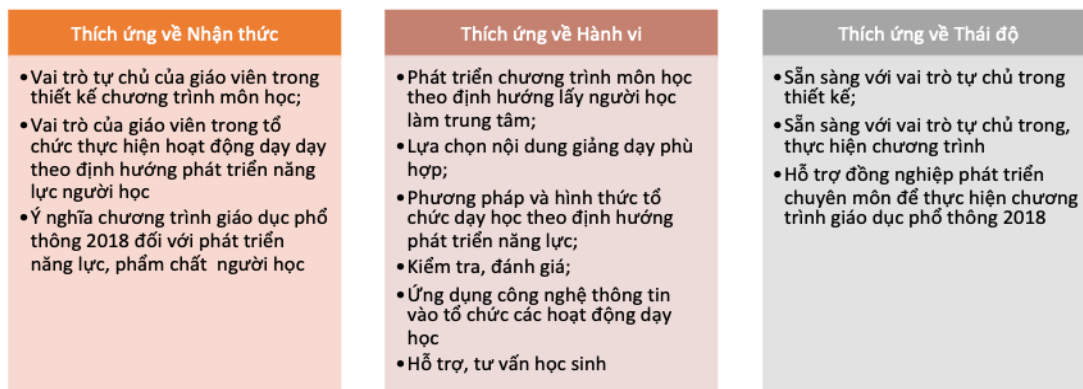 Thích ứng về Nhận thức
•Vai trò tự chủ của giáo viên trong
thiết kế chương trình môn học;
•Vai trò của giáo viên trong tổ
chức thực hiện hoạt động dạy dạy
theo định hướng phát triển năng
lực người học
•Ý nghĩa chương trình giáo dục phổ
thông 2018 đối với phát triển
năng lực, phẩm chất người học
Thích ứng về Hành vi
•Phát triển chương trình môn học
theo định hướng lấy người học
làm trung tâm;
•Lựa chọn nội dung giảng dạy phù
hợp;
•Phương pháp và hình thức tổ
chức dạy học theo định hướng
phát triển năng lực;
•Kiểm tra, đánh giá;
•Ứng dụng công nghệ thông tin
vào tổ chức các hoạt động dạy
học
•Hỗ trợ, tư vấn học sinh
Thích ứng về Thái độ
•Sẵn sàng với vai trò tự chủ trong
thiết kế;
•Sẵn sàng với vai trò tự chủ trong,
thực hiện chương trình
•Hỗ trợ đồng nghiệp phát triển
chuyên môn để thực hiện chương
trình giáo dục phổ thông 2018